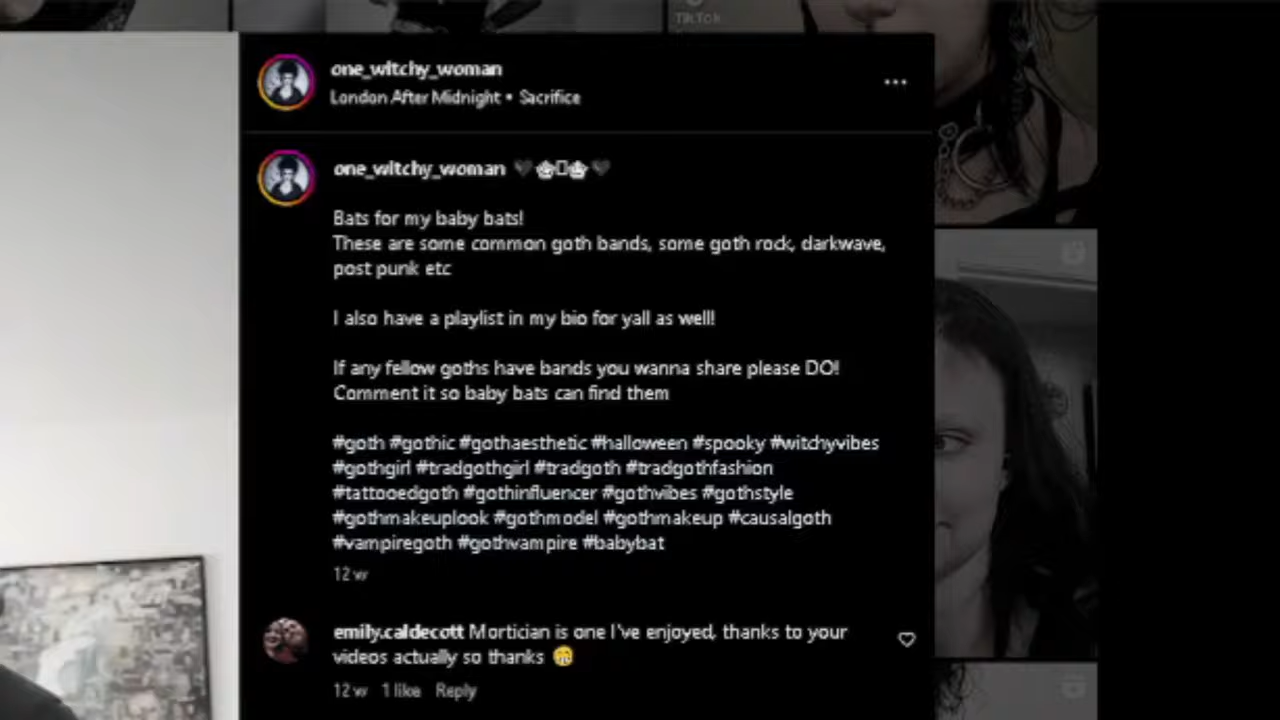 TikTok
one_witchy_woman
London After Midnight • Sacrifice
one_witchy_woman 🖤
Bats for my baby bats!
These are some common goth bands, some goth rock, darkwave,
post punk etc
I also have a playlist in my bio for yall as well!
If any fellow goths have bands you wanna share please DO!
Comment it so baby bats can find them
#goth #gothic #gothaesthetic #halloween #spooky #witchyvibes
#gothgirl #tradgothgirl #tradgoth #tradgothfashion
#tattooedgoth #gothinfluencer #gothvibes #gothstyle
#gothmakeuplook #gothmodel #gothmakeup #causalgoth
#vampiregoth #gothvampire #babybat
12 w
emily.caldecott Mortician is one I've enjoyed, thanks to your
videos actually so thanks 🤭
12 w 1 like Reply